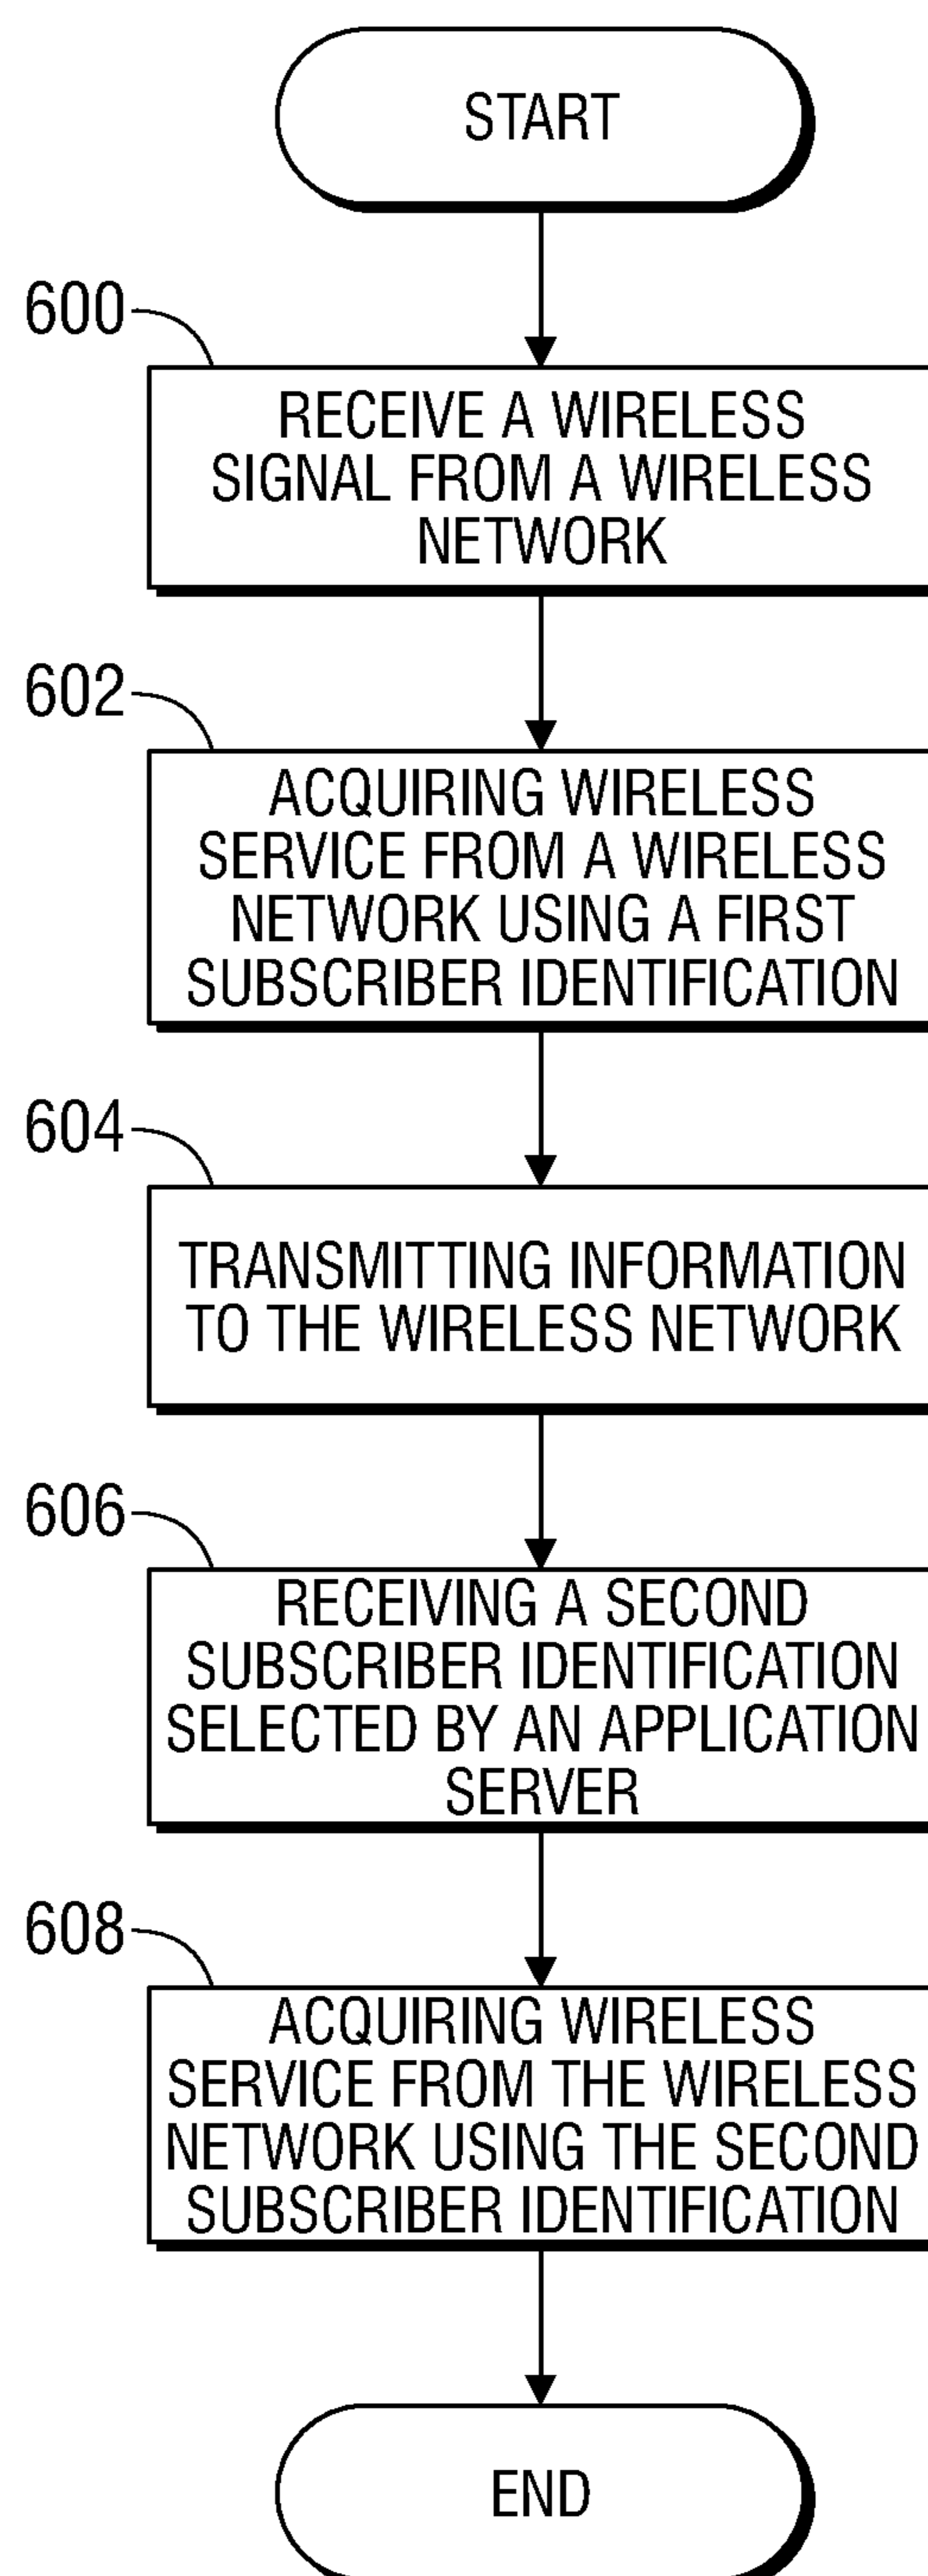 START
600
RECEIVE A WIRELESS
SIGNAL FROM A WIRELESS
NETWORK
602
ACQUIRING WIRELESS
SERVICE FROM A WIRELESS
NETWORK USING A FIRST
SUBSCRIBER IDENTIFICATION
604
TRANSMITTING INFORMATION
TO THE WIRELESS NETWORK
606
RECEIVING A SECOND
SUBSCRIBER IDENTIFICATION
SELECTED BY AN APPLICATION
SERVER
608
ACQUIRING WIRELESS
SERVICE FROM THE WIRELESS
NETWORK USING THE SECOND
SUBSCRIBER IDENTIFICATION
END